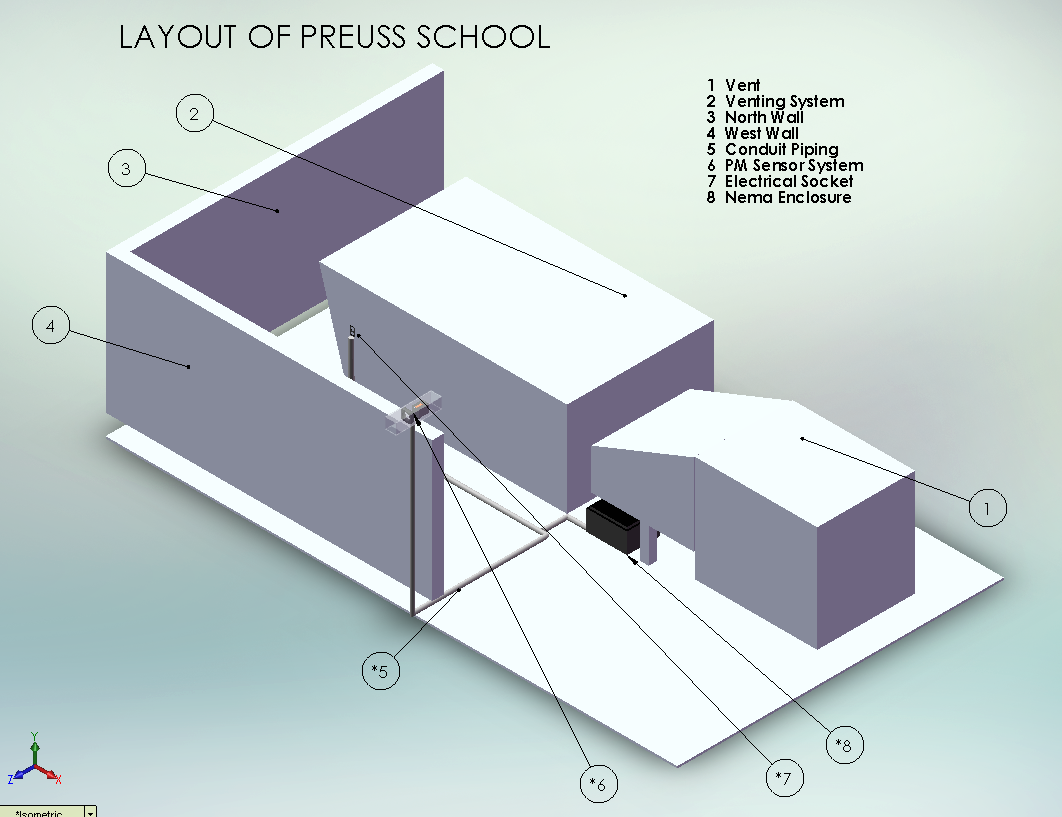 LAYOUT OF PREUSS SCHOOL
1 Vent
2 Venting System
3 North Wall
4 West Wall
5 Conduit Piping
6 PM Sensor System
7 Electrical Socket
8 Nema Enclosure
2
3
4
1
*5
*8
*7
*6
Y
Z
X
*Isometric